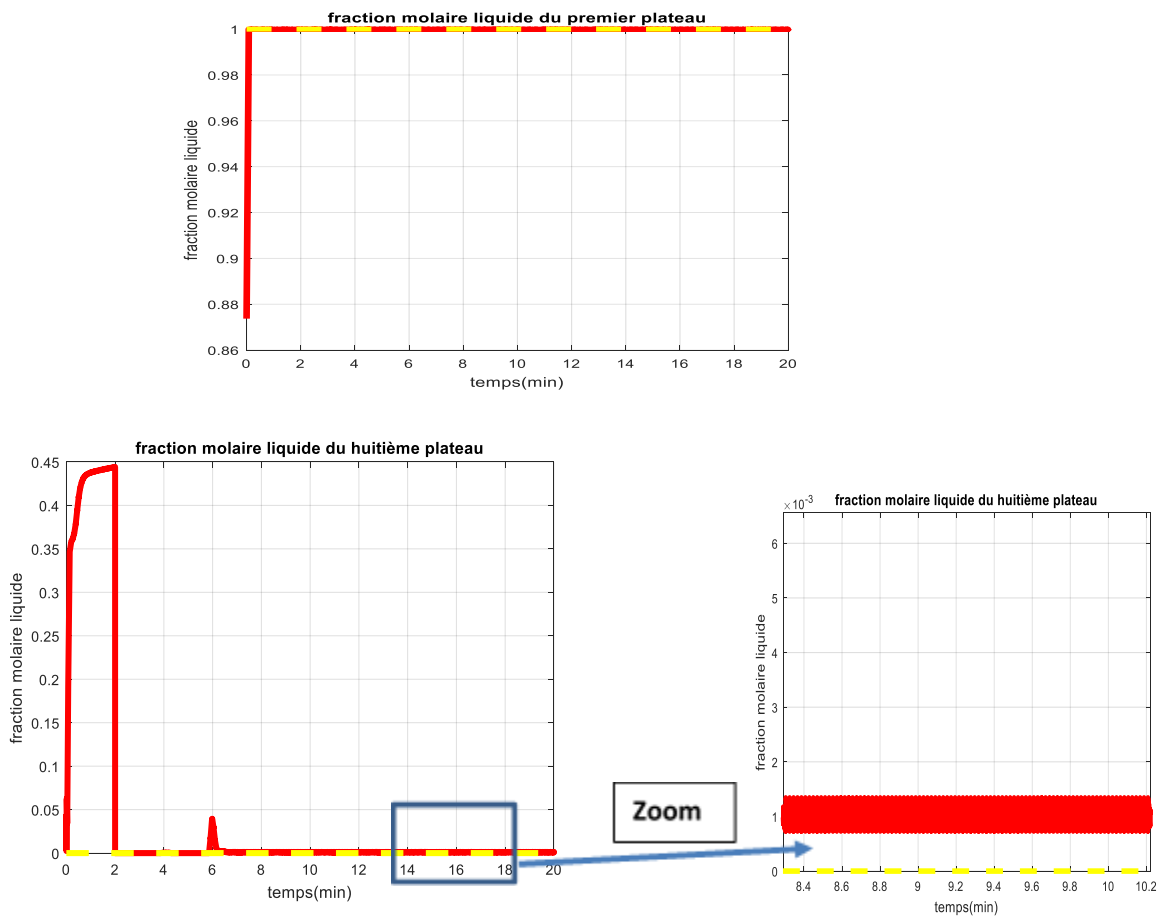 fraction molaire liquide du premier plateau
fraction molaire liquide
1
0.98
0.96
0.94
0.92
0.9
0.88
0.86
0 2 4 6 8 10 12 14 16 18 20
temps(min)
fraction molaire liquide du huitième plateau
fraction molaire liquide
0.45
0.4
0.35
0.3
0.25
0.2
0.15
0.1
0.05
0
0 2 4 6 8 10 12 14 16 18 20
temps(min)
Zoom
fraction molaire liquide du huitième plateau
×10⁻³
fraction molaire liquide
6
5
4
3
2
1
0
8.4 8.6 8.8 9 9.2 9.4 9.6 9.8 10 10.2
temps(min)